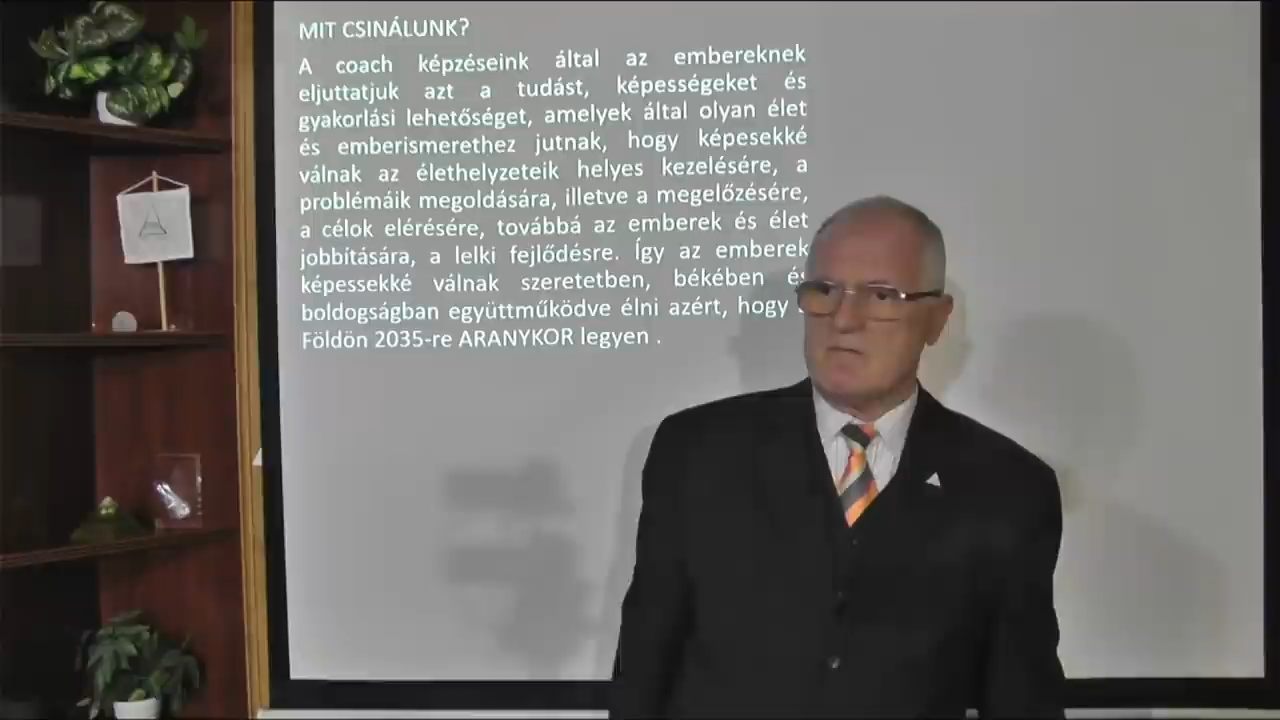 MIT CSINÁLUNK?
A coach képzéseink által az embereknek
eljuttatjuk azt a tudást, képességeket és
gyakorlási lehetőséget, amelyek által olyan élet
és emberismerethez jutnak, hogy képesekké
válnak az élethelyzeteik helyes kezelésére, a
problémáik megoldására, illetve a megelőzésére,
a célok elérésére, továbbá az emberek és élet
jobbítására, a lelki fejlődésre. Így az emberek
képessekké válnak szeretetben, békében és
boldogságban együttműködve élni azért, hogy
Földön 2035-re ARANYKOR legyen .